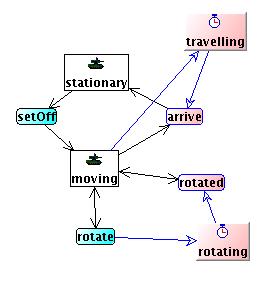 travelling
stationary
setOff
arrive
moving
rotated
rotate
rotating